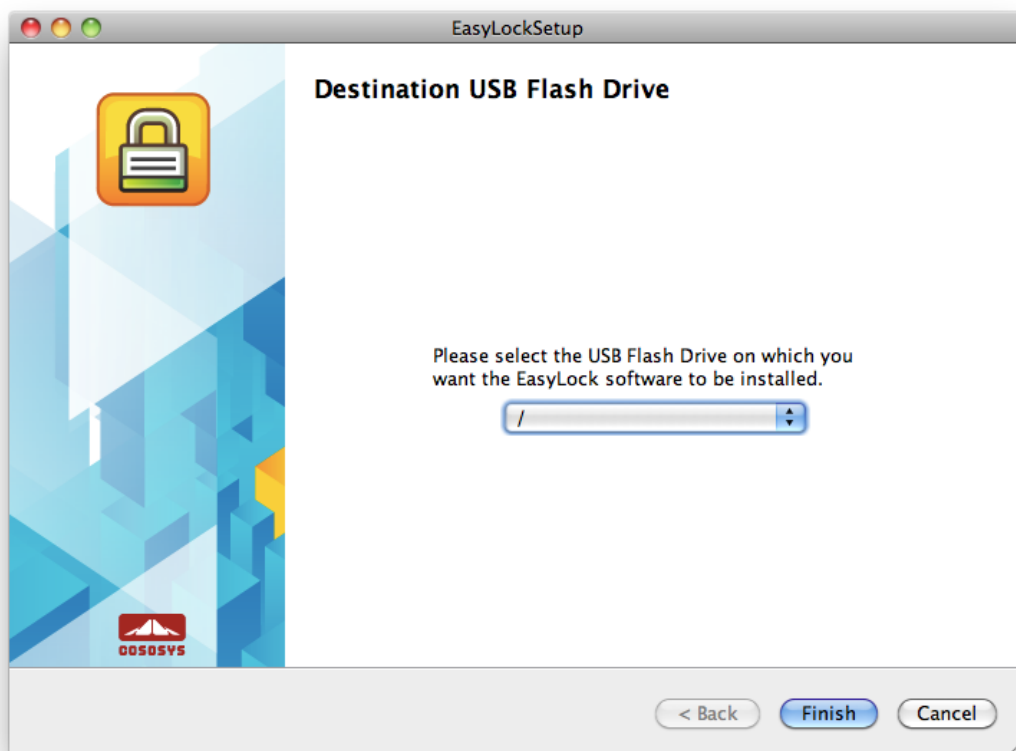 EasyLockSetup
Destination USB Flash Drive
Please select the USB Flash Drive on which you
want the EasyLock software to be installed.
/
COSOSYS
< Back
Finish
Cancel